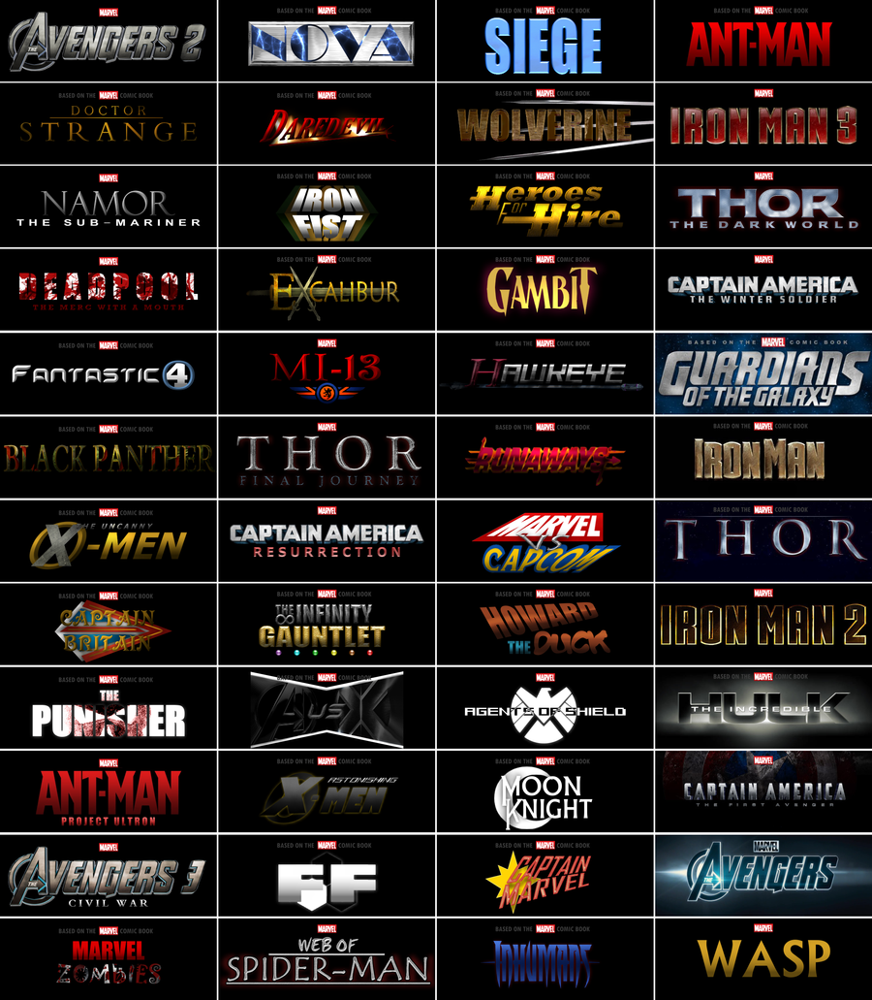 MARVEL
THE AVENGERS 2
BASED ON THE MARVEL COMIC BOOK
NOVA
BASED ON THE MARVEL COMIC BOOK
SIEGE
BASED ON THE MARVEL COMIC BOOK
ANT-MAN
BASED ON THE MARVEL COMIC BOOK
DOCTOR
STRANGE
BASED ON THE MARVEL COMIC BOOK
DAREDEVIL
BASED ON THE MARVEL COMIC BOOK
WOLVERINE
MARVEL
IRON MAN 3
MARVEL
NAMOR
THE SUB-MARINER
BASED ON THE MARVEL COMIC BOOK
IRON
FIST
BASED ON THE MARVEL COMIC BOOK
Heroes
For Hire
MARVEL
THOR
THE DARK WORLD
MARVEL
DEADPOOL
THE MERC WITH A MOUTH
BASED ON THE MARVEL COMIC BOOK
EXCALIBUR
BASED ON THE MARVEL COMIC BOOK
GAMBIT
MARVEL
CAPTAIN AMERICA
THE WINTER SOLDIER
BASED ON THE MARVEL COMIC BOOK
FANTASTIC 4
MARVEL
MI-13
BASED ON THE MARVEL COMIC BOOK
HAWKEYE
BASED ON THE MARVEL COMIC BOOK
GUARDIANS
OF THE GALAXY
BASED ON THE MARVEL COMIC BOOK
BLACK PANTHER
MARVEL
THOR
FINAL JOURNEY
BASED ON THE MARVEL COMIC BOOK
RUNAWAYS
BASED ON THE MARVEL COMIC BOOK
IRON MAN
BASED ON THE MARVEL COMIC BOOK
THE UNCANNY
X-MEN
MARVEL
CAPTAIN AMERICA
RESURRECTION
MARVEL
VS
CAPCOM
BASED ON THE MARVEL COMIC BOOK
THOR
BASED ON THE MARVEL COMIC BOOK
CAPTAIN
BRITAIN
BASED ON THE MARVEL COMIC BOOK
THE INFINITY
GAUNTLET
BASED ON THE MARVEL COMIC BOOK
HOWARD
THE DUCK
MARVEL
IRON MAN 2
MARVEL
THE
PUNISHER
BASED ON THE MARVEL COMIC BOOK
A vs X
MARVEL
AGENTS OF SHIELD
BASED ON THE MARVEL COMIC BOOK
HULK
THE INCREDIBLE
MARVEL
ANT-MAN
PROJECT ULTRON
BASED ON THE MARVEL COMIC BOOK
ASTONISHING
X-MEN
BASED ON THE MARVEL COMIC BOOK
MOON
KNIGHT
MARVEL
CAPTAIN AMERICA
THE FIRST AVENGER
MARVEL
THE AVENGERS 3
CIVIL WAR
BASED ON THE MARVEL COMIC BOOK
FF
BASED ON THE MARVEL COMIC BOOK
CAPTAIN
MARVEL
MARVEL
THE AVENGERS
BASED ON THE MARVEL COMIC BOOK
MARVEL
ZOMBIES
BASED ON THE MARVEL COMIC BOOK
WEB OF
SPIDER-MAN
BASED ON THE MARVEL COMIC BOOK
INHUMANS
MARVEL
WASP